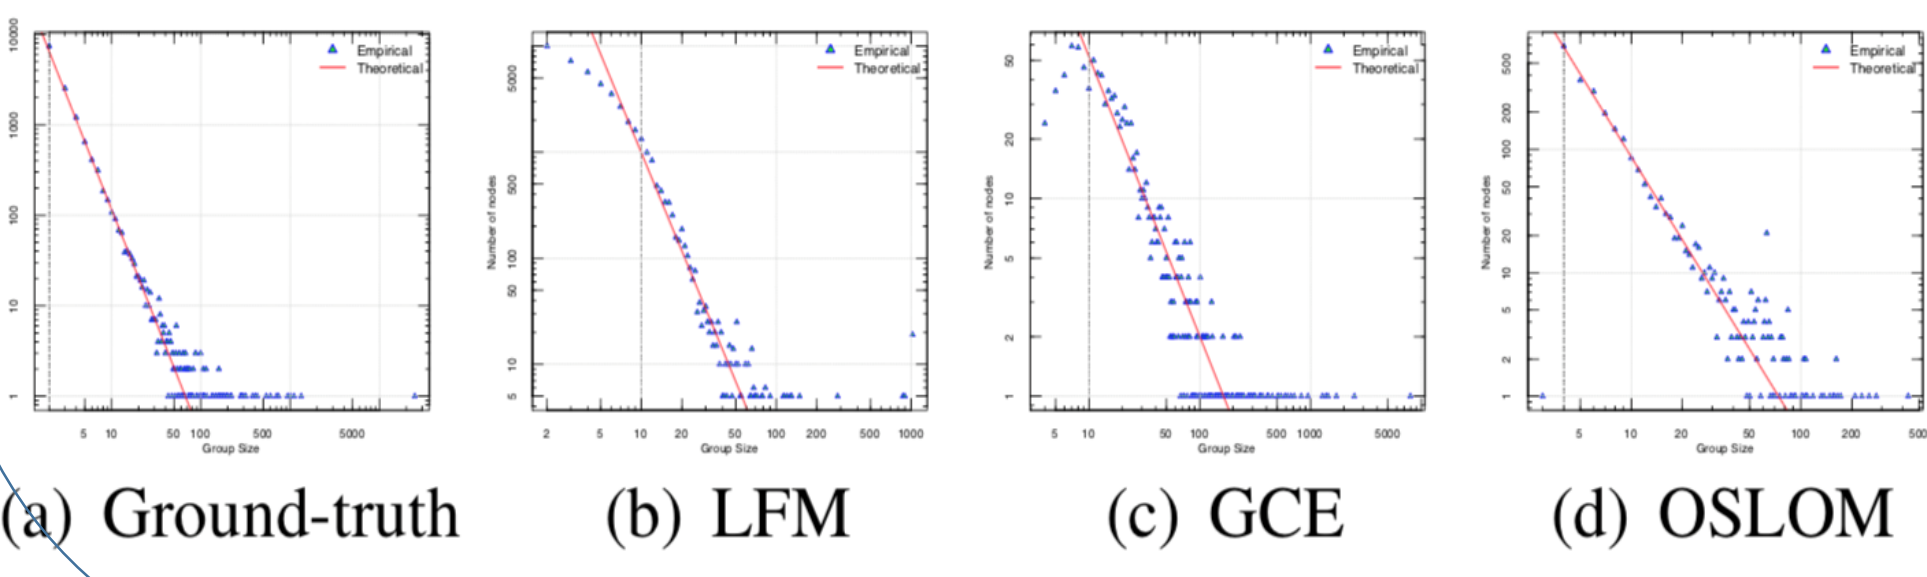 10000
1000
100
10
1
5 10 50 100 500 5000
Group Size
Empirical
Theoretical
(a) Ground-truth
Number of nodes
5000
500
100
50
10
5
2 5 10 20 50 100 200 500 1000
Group Size
Empirical
Theoretical
(b) LFM
Number of nodes
50
20
10
5
2
1
5 10 50 100 500 1000 5000
Group Size
Empirical
Theoretical
(c) GCE
Number of nodes
500
200
100
50
20
10
5
2
1
5 10 20 50 100 200 500
Group Size
Empirical
Theoretical
(d) OSLOM